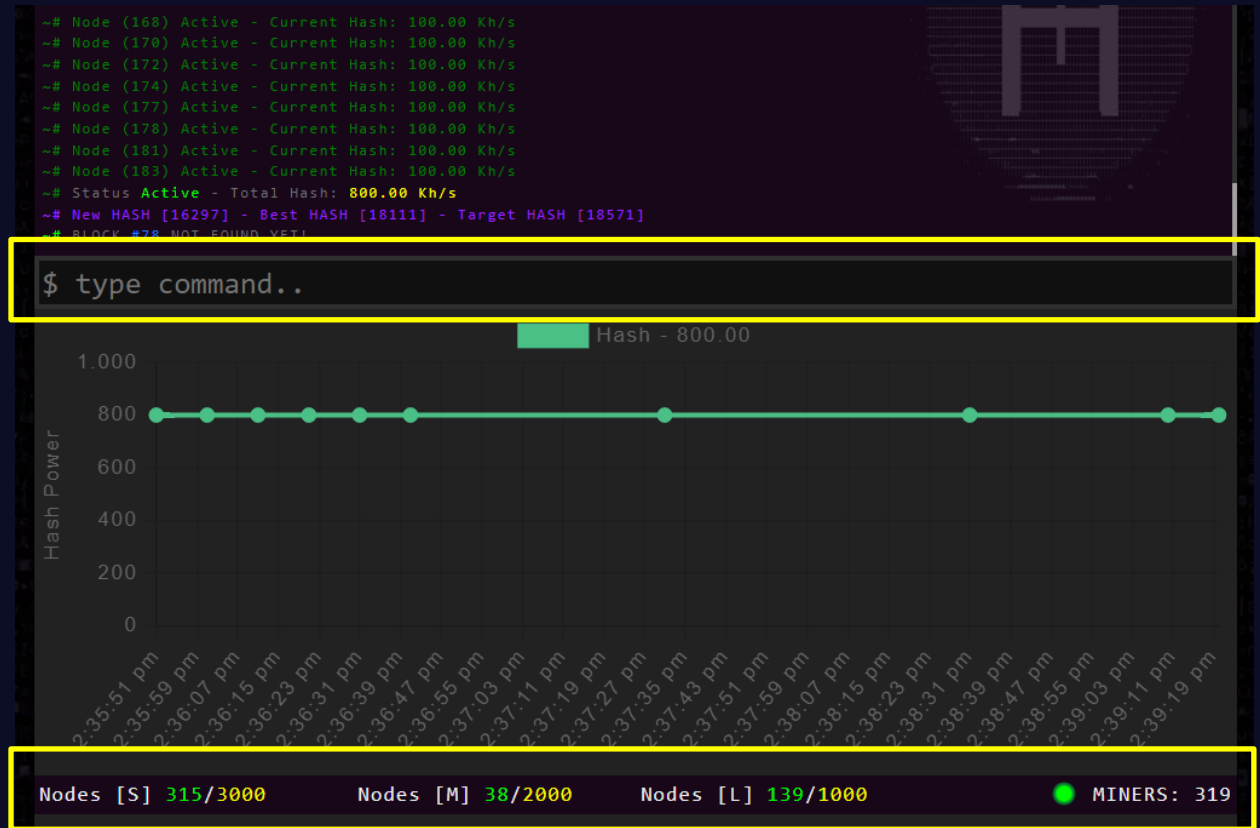 ~# Node (168) Active - Current Hash: 100.00 Kh/s
~# Node (170) Active - Current Hash: 100.00 Kh/s
~# Node (172) Active - Current Hash: 100.00 Kh/s
~# Node (174) Active - Current Hash: 100.00 Kh/s
~# Node (177) Active - Current Hash: 100.00 Kh/s
~# Node (178) Active - Current Hash: 100.00 Kh/s
~# Node (181) Active - Current Hash: 100.00 Kh/s
~# Node (183) Active - Current Hash: 100.00 Kh/s
~# Status Active - Total Hash: 800.00 Kh/s
~# New HASH [16297] - Best HASH [18111] - Target HASH [18571]
~# BLOCK #78 NOT FOUND YET!
$ type command..
Hash - 800.00
Hash Power
1.000
800
600
400
200
0
2:35:51 pm
2:35:59 pm
2:36:07 pm
2:36:15 pm
2:36:23 pm
2:36:31 pm
2:36:39 pm
2:36:47 pm
2:36:55 pm
2:37:03 pm
2:37:11 pm
2:37:19 pm
2:37:27 pm
2:37:35 pm
2:37:43 pm
2:37:51 pm
2:37:59 pm
2:38:07 pm
2:38:15 pm
2:38:23 pm
2:38:31 pm
2:38:39 pm
2:38:47 pm
2:38:55 pm
2:39:03 pm
2:39:11 pm
2:39:19 pm
Nodes [S] 315/3000 Nodes [M] 38/2000 Nodes [L] 139/1000 MINERS: 319